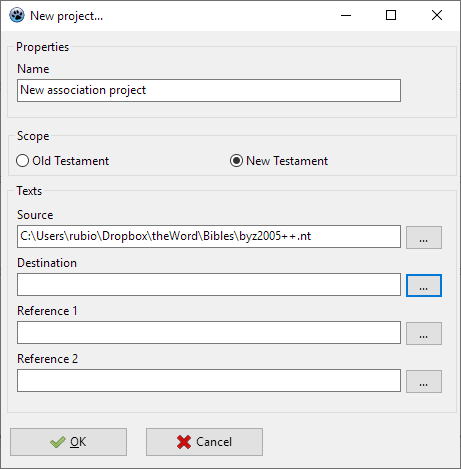 New project...
Properties
Name
New association project
Scope
Old Testament
New Testament
Texts
Source
C:\Users\rubio\Dropbox\theWord\Bibles\byz2005++.nt
...
Destination
...
Reference 1
...
Reference 2
...
OK
Cancel